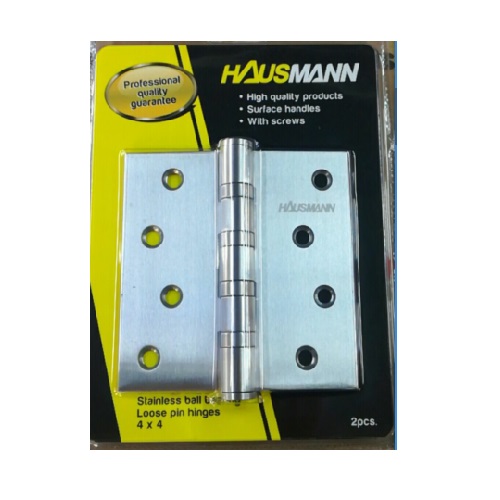 HAUSMANN
Professional
quality
guarantee
• High quality products
• Surface handles
• With screws
HAUSMANN
Stainless ball
Loose pin hinges
4 x 4
2pcs.